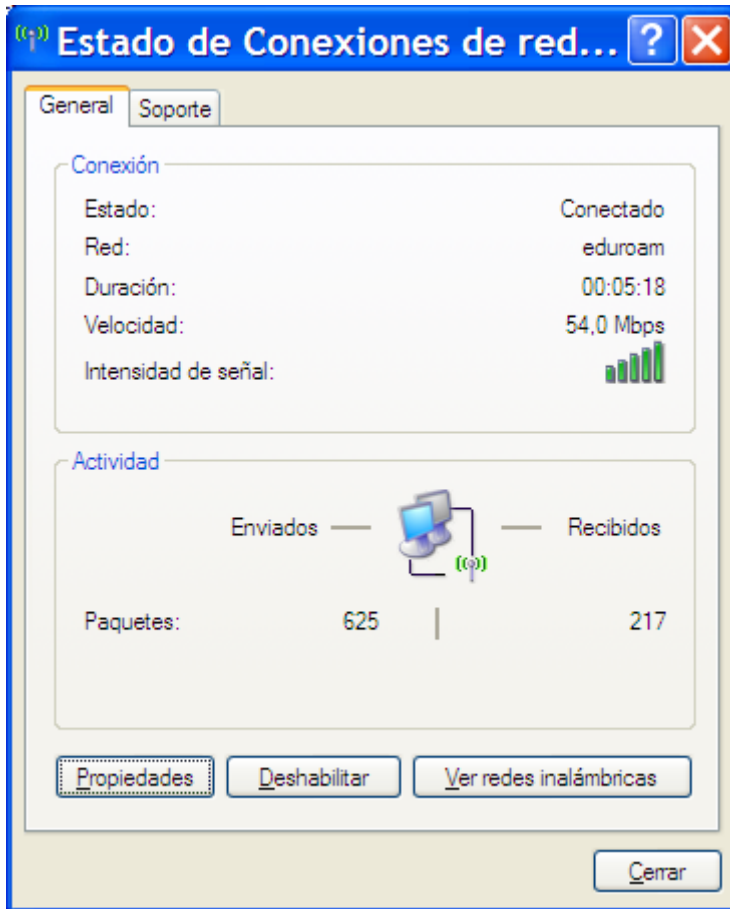 Estado de Conexiones de red...
General Soporte
Conexión
Estado: Conectado
Red: eduroam
Duración: 00:05:18
Velocidad: 54,0 Mbps
Intensidad de señal:
Actividad
Enviados Recibidos
Paquetes: 625 217
Propiedades Deshabilitar Ver redes inalámbricas
Cerrar